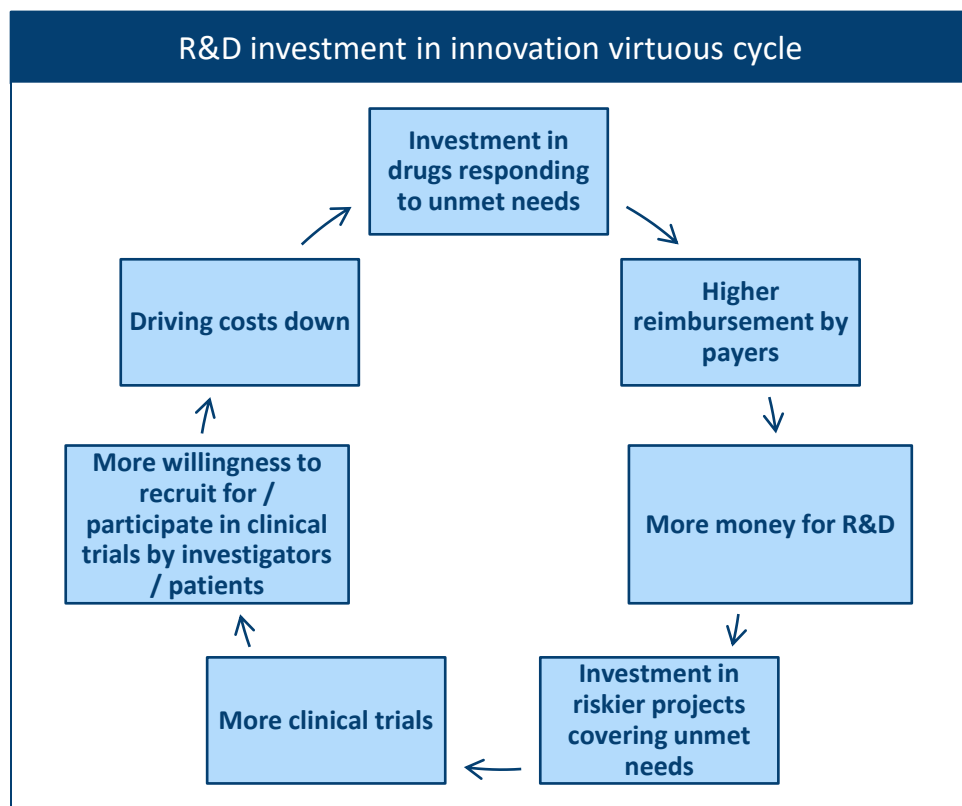 R&D investment in innovation virtuous cycle
Investment in
drugs responding
to unmet needs
Higher
reimbursement by
payers
More money for R&D
Investment in
riskier projects
covering unmet
needs
More clinical trials
More willingness to
recruit for /
participate in clinical
trials by investigators
/ patients
Driving costs down